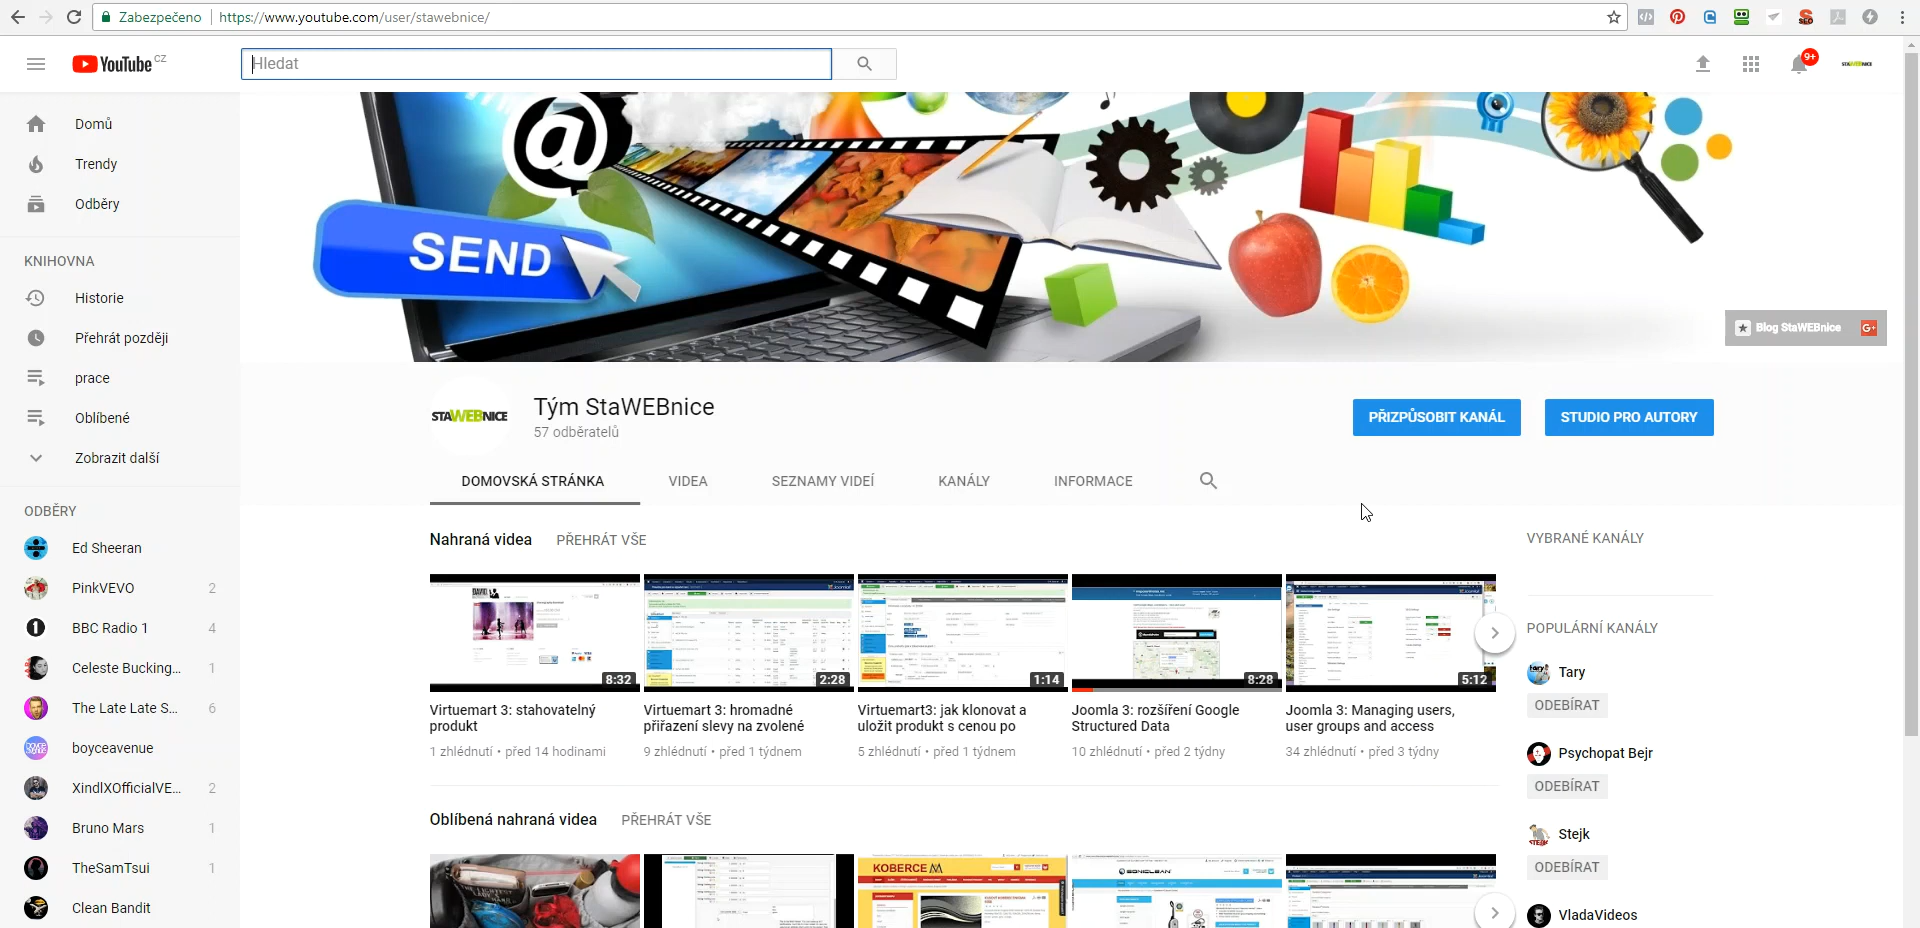 Zabezpečeno
https://www.youtube.com/user/stawebnice/
YouTube CZ
Hledat
9+
STAWEBNICE
Domů
Trendy
Odběry
KNIHOVNA
Historie
Přehrát později
prace
Oblíbené
Zobrazit další
ODBĚRY
Ed Sheeran
PinkVEVO 2
BBC Radio 1 4
Celeste Bucking... 1
The Late Late S... 6
boyceavenue
XindlXOfficialVE... 2
Bruno Mars 1
TheSamTsui 1
Clean Bandit
@
SEND
Blog StaWEBnice
G+
STAWEBNICE
Tým StaWEBnice
57 odběratelů
PŘIZPŮSOBIT KANÁL
STUDIO PRO AUTORY
DOMOVSKÁ STRÁNKA
VIDEA
SEZNAMY VIDEÍ
KANÁLY
INFORMACE
Nahraná videa
PŘEHRÁT VŠE
8:32
Virtuemart 3: stahovatelný
produkt
1 zhlédnutí • před 14 hodinami
2:28
Virtuemart 3: hromadné
přiřazení slevy na zvolené
9 zhlédnutí • před 1 týdnem
1:14
Virtuemart3: jak klonovat a
uložit produkt s cenou po
5 zhlédnutí • před 1 týdnem
8:28
Joomla 3: rozšíření Google
Structured Data
10 zhlédnutí • před 2 týdny
5:12
Joomla 3: Managing users,
user groups and access
34 zhlédnutí • před 3 týdny
Oblíbená nahraná videa
PŘEHRÁT VŠE
KOBERCE
SONICLEAN
VYBRANÉ KANÁLY
POPULÁRNÍ KANÁLY
Tary
ODEBÍRAT
Psychopat Bejr
ODEBÍRAT
Stejk
ODEBÍRAT
VladaVideos